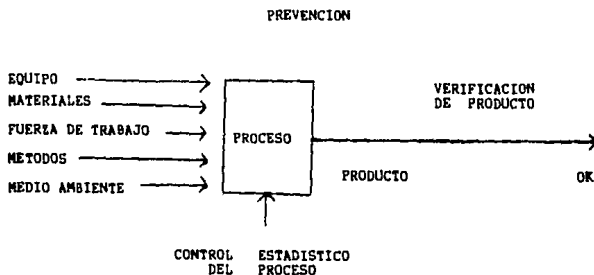 PREVENCION
EQUIPO
MATERIALES
FUERZA DE TRABAJO
METODOS
MEDIO AMBIENTE
PROCESO
VERIFICACION
DE PRODUCTO
PRODUCTO
OK
CONTROL ESTADISTICO
DEL PROCESO